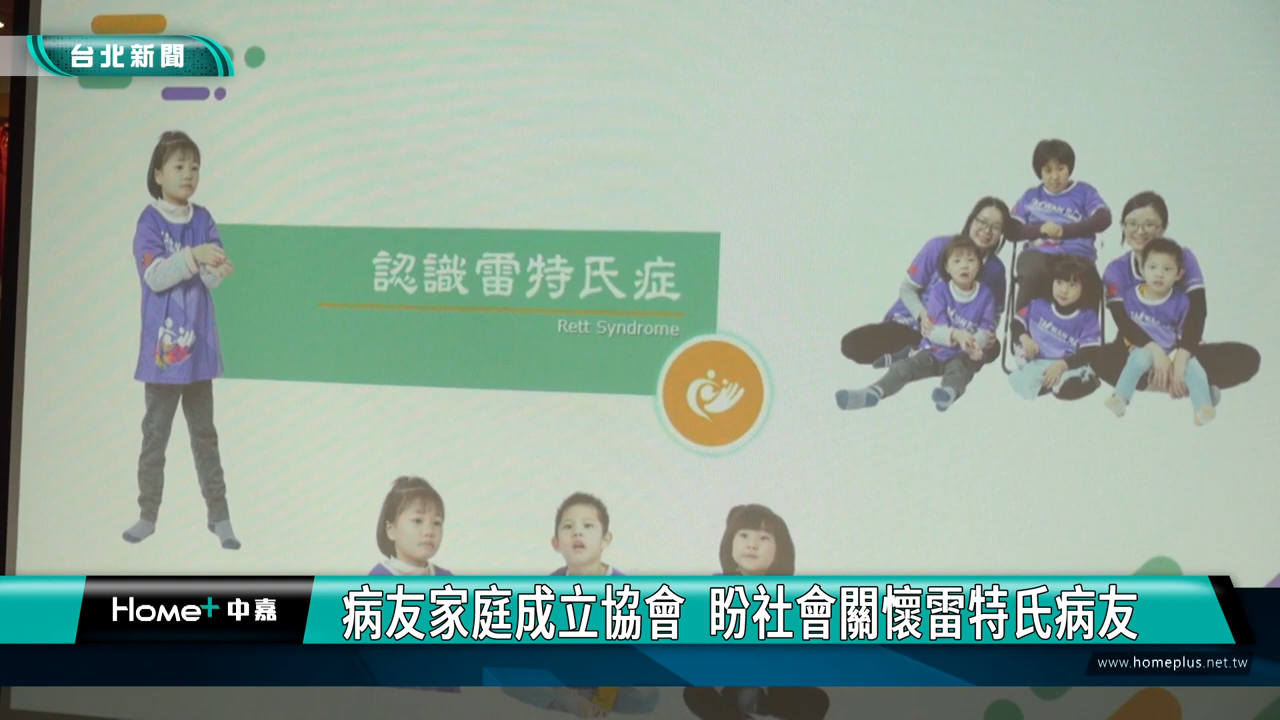 台北新聞
認識雷特氏症
Rett Syndrome
Home+ 中嘉
病友家庭成立協會 盼社會關懷雷特氏病友
www.homeplus.net.tw